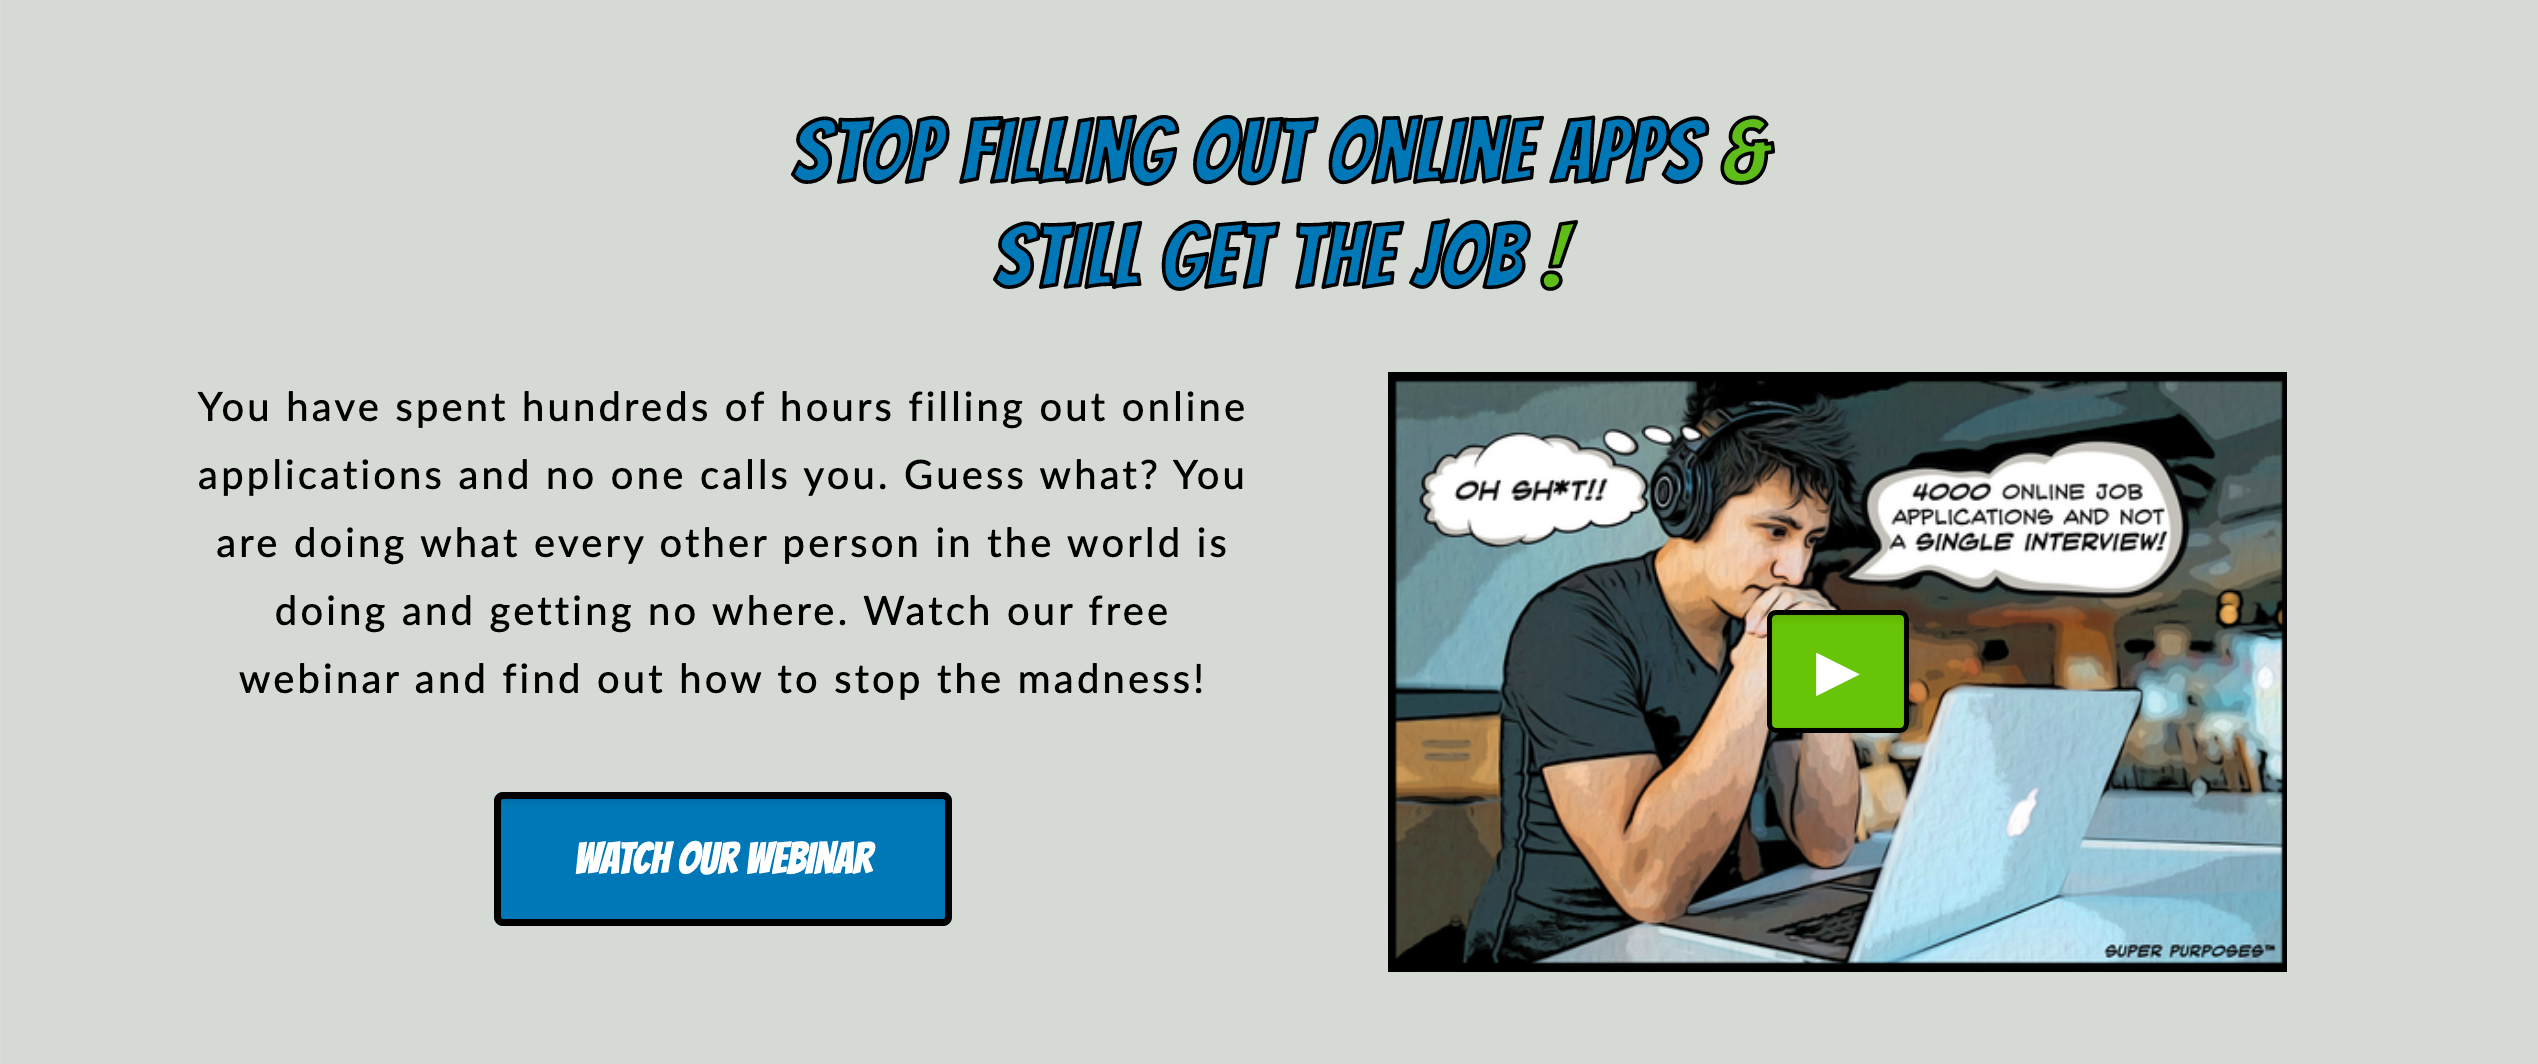 STOP FILLING OUT ONLINE APPS &
STILL GET THE JOB !
You have spent hundreds of hours filling out online
applications and no one calls you. Guess what? You
are doing what every other person in the world is
doing and getting no where. Watch our free
webinar and find out how to stop the madness!
WATCH OUR WEBINAR
OH SH*T!!
4000 ONLINE JOB
APPLICATIONS AND NOT
A SINGLE INTERVIEW!
SUPER PURPOSES™